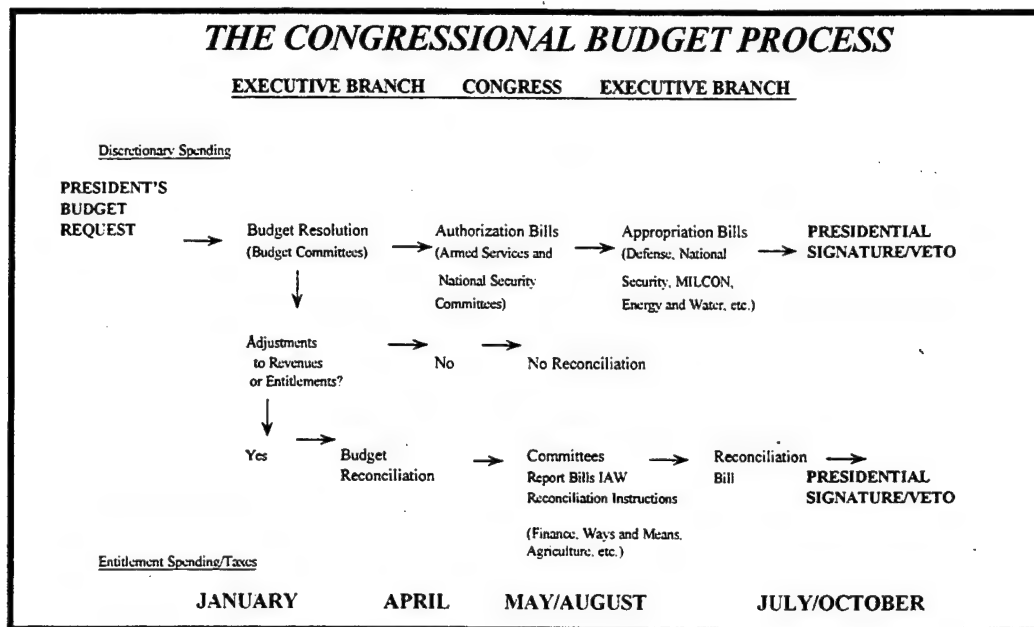 THE CONGRESSIONAL BUDGET PROCESS
EXECUTIVE BRANCH CONGRESS EXECUTIVE BRANCH
Discretionary Spending
PRESIDENT'S
BUDGET
REQUEST
Budget Resolution
(Budget Committees)
Authorization Bills
(Armed Services and
National Security
Committees)
Appropriation Bills
(Defense, National
Security, MILCON,
Energy and Water, etc.)
PRESIDENTIAL
SIGNATURE/VETO
Adjustments
to Revenues
or Entitlements?
No
No Reconciliation
Yes
Budget
Reconciliation
Committees
Report Bills IAW
Reconciliation Instructions
(Finance, Ways and Means,
Agriculture, etc.)
Reconciliation
Bill
PRESIDENTIAL
SIGNATURE/VETO
Entitlement Spending/Taxes
JANUARY APRIL MAY/AUGUST JULY/OCTOBER